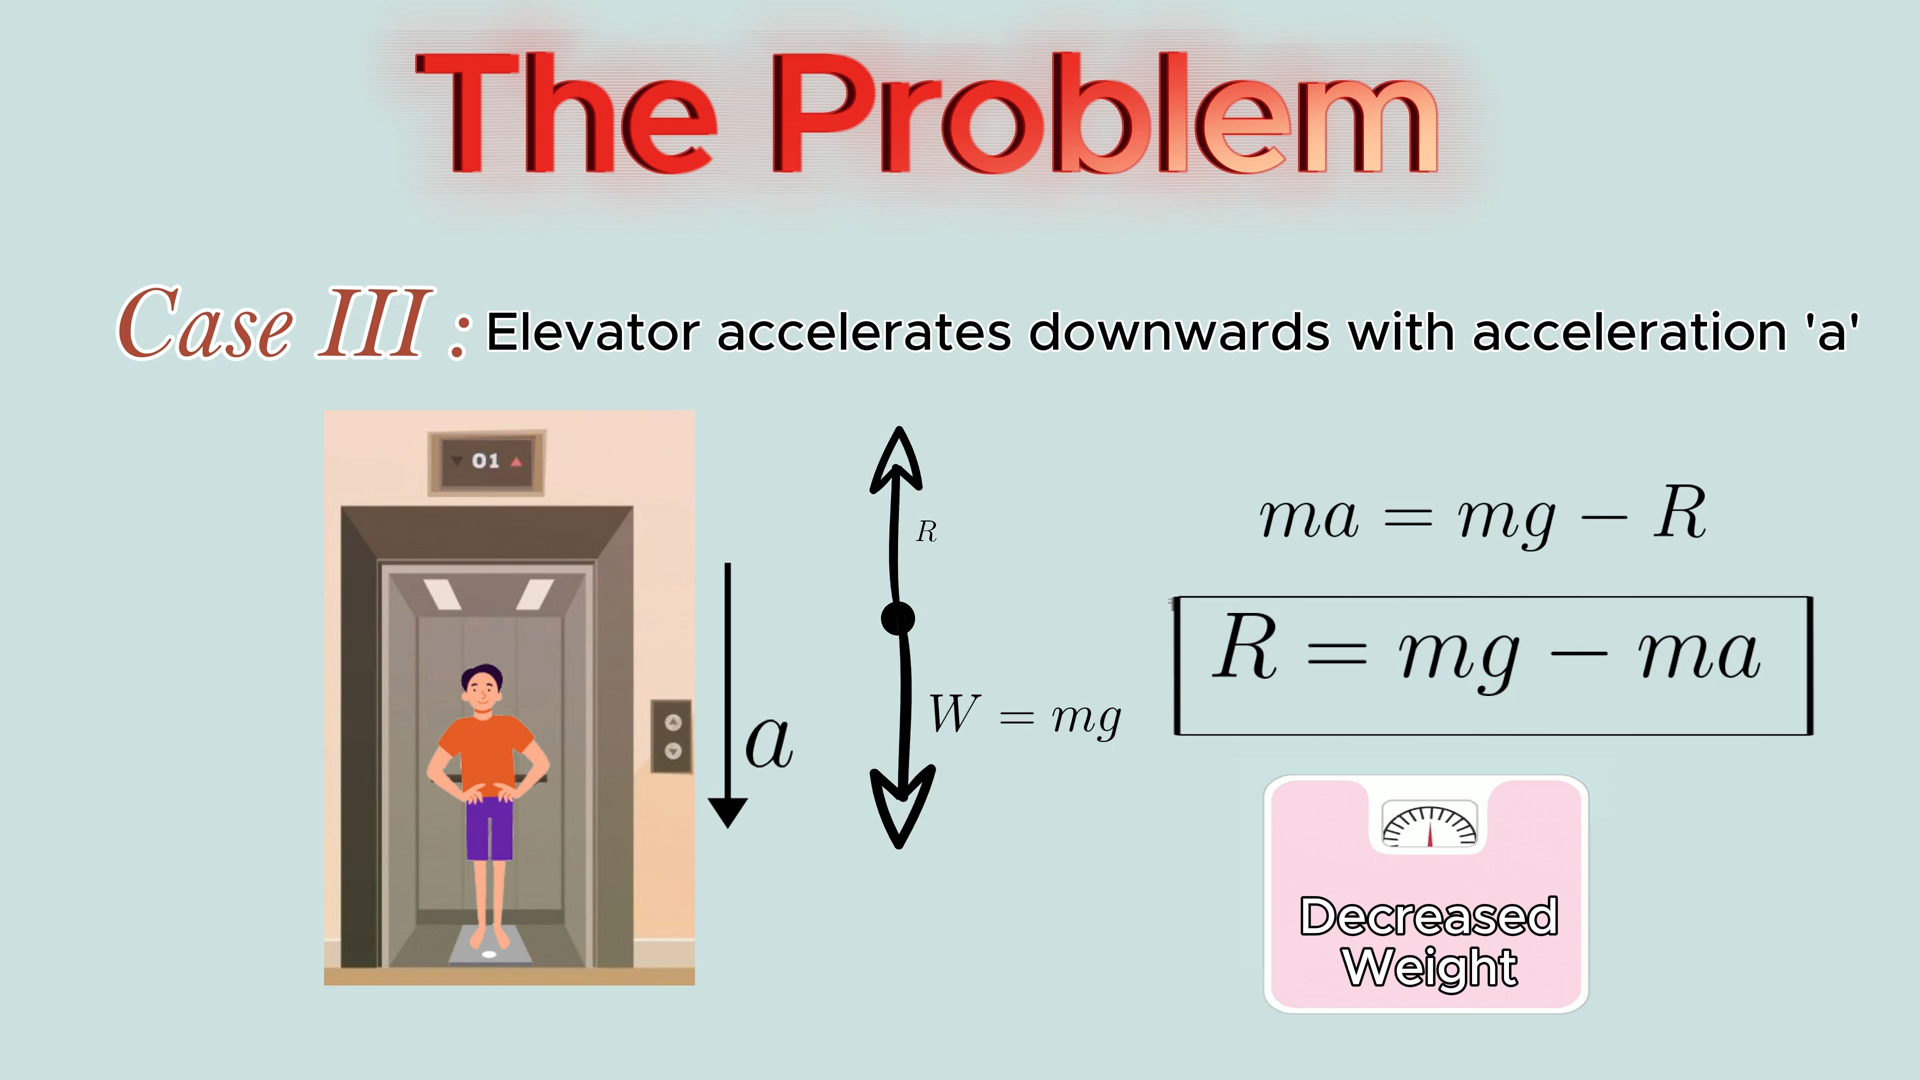 The Problem
Case III : Elevator accelerates downwards with acceleration 'a'
01
R
a
W = mg
ma = mg − R
R = mg − ma
Decreased
Weight